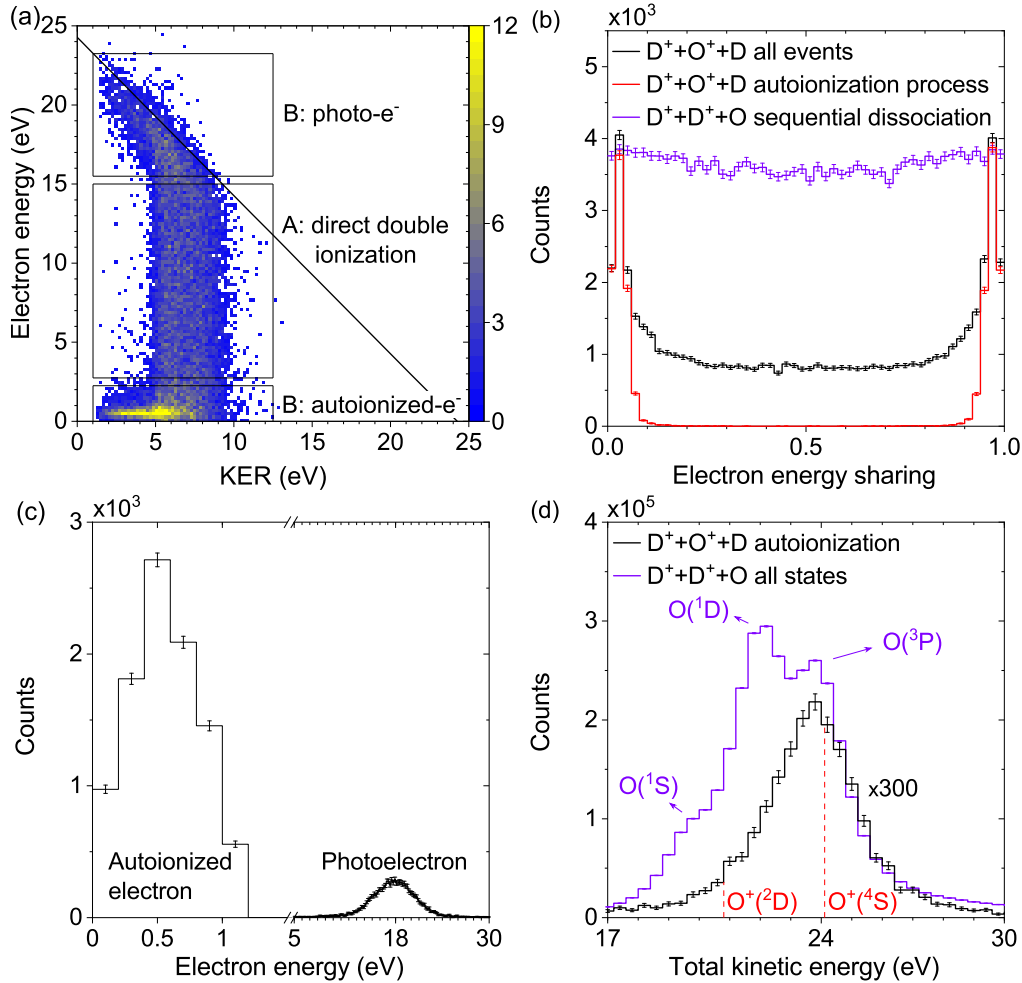 (a)
25
20
15
10
5
0
Electron energy (eV)
0 5 10 15 20 25
KER (eV)
B: photo-e⁻
A: direct double
ionization
B: autoionized-e⁻
12
9
6
3
0
(b)
x10³
5
4
3
2
1
0
Counts
D⁺+O⁺+D all events
D⁺+O⁺+D autoionization process
D⁺+D⁺+O sequential dissociation
0.0 0.5 1.0
Electron energy sharing
(c)
x10³
3
2
1
0
Counts
Autoionized
electron
Photoelectron
0 0.5 1 5 18 30
Electron energy (eV)
(d)
x10⁵
4
3
2
1
0
Counts
D⁺+O⁺+D autoionization
D⁺+D⁺+O all states
O(¹D)
O(³P)
O(¹S)
x300
O⁺(²D)
O⁺(⁴S)
17 24 30
Total kinetic energy (eV)